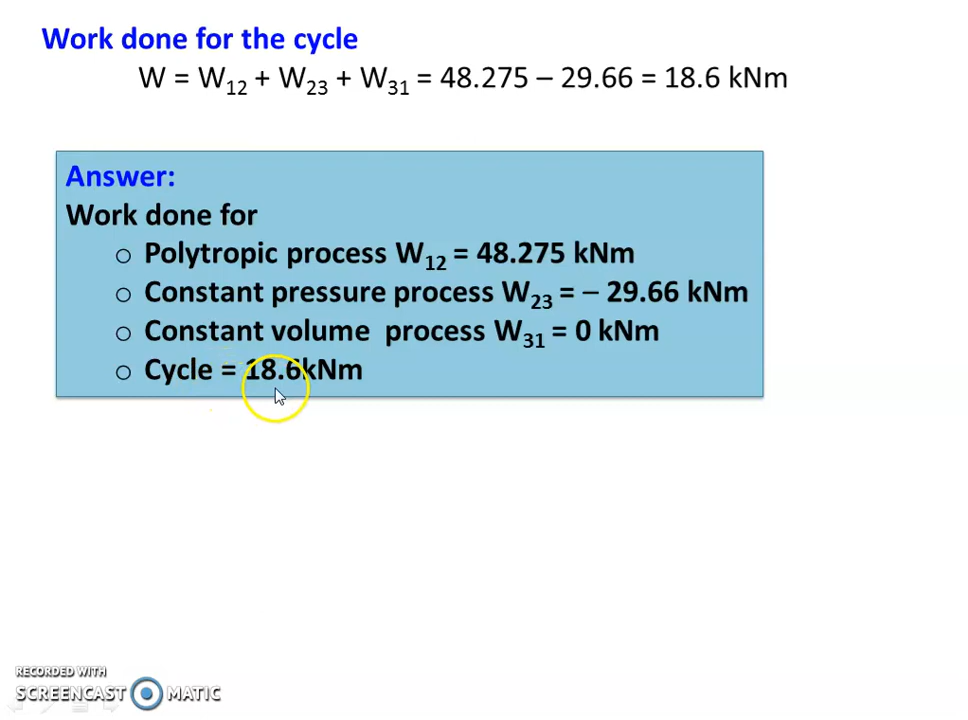 Work done for the cycle
W = W12 + W23 + W31 = 48.275 – 29.66 = 18.6 kNm
Answer:
Work done for
o Polytropic process W12 = 48.275 kNm
o Constant pressure process W23 = – 29.66 kNm
o Constant volume process W31 = 0 kNm
o Cycle = 18.6kNm
RECORDED WITH
SCREENCAST MATIC